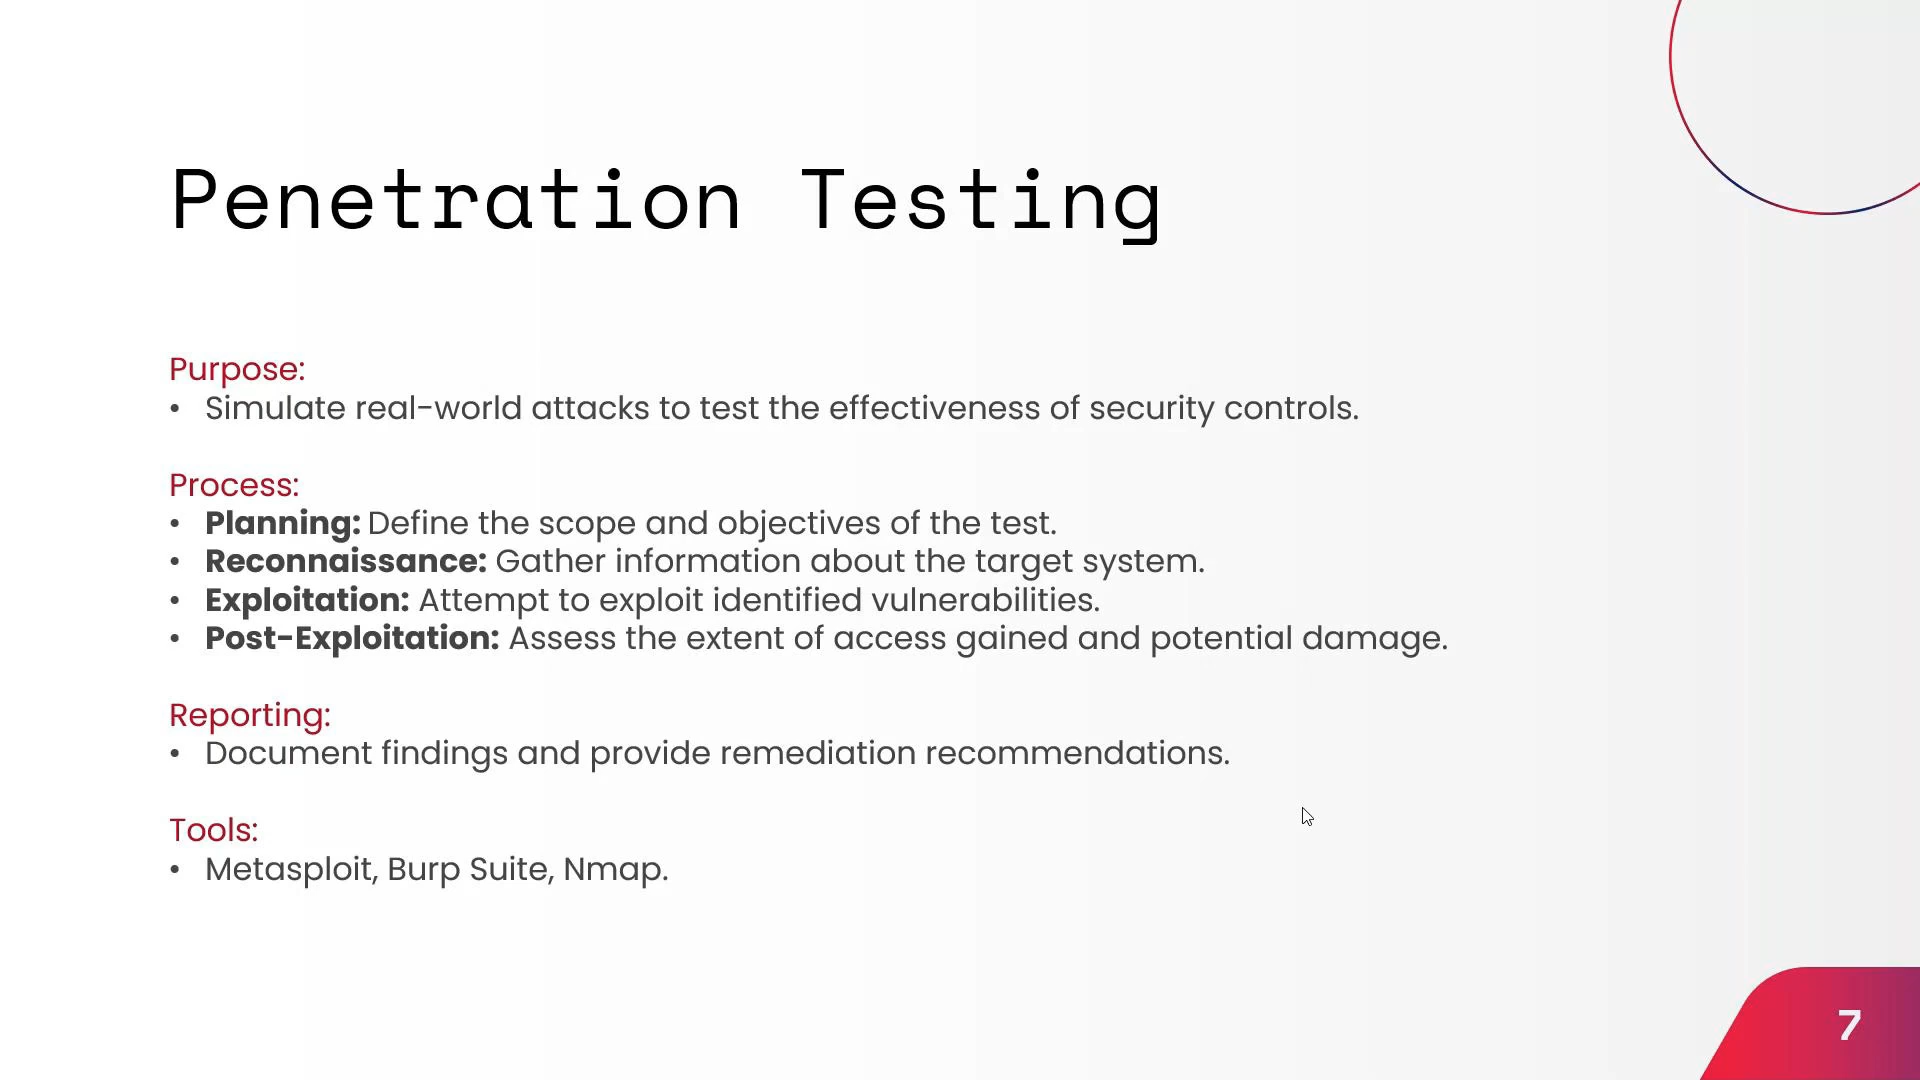 Penetration Testing
Purpose:
• Simulate real-world attacks to test the effectiveness of security controls.
Process:
• Planning: Define the scope and objectives of the test.
• Reconnaissance: Gather information about the target system.
• Exploitation: Attempt to exploit identified vulnerabilities.
• Post-Exploitation: Assess the extent of access gained and potential damage.
Reporting:
• Document findings and provide remediation recommendations.
Tools:
• Metasploit, Burp Suite, Nmap.
7